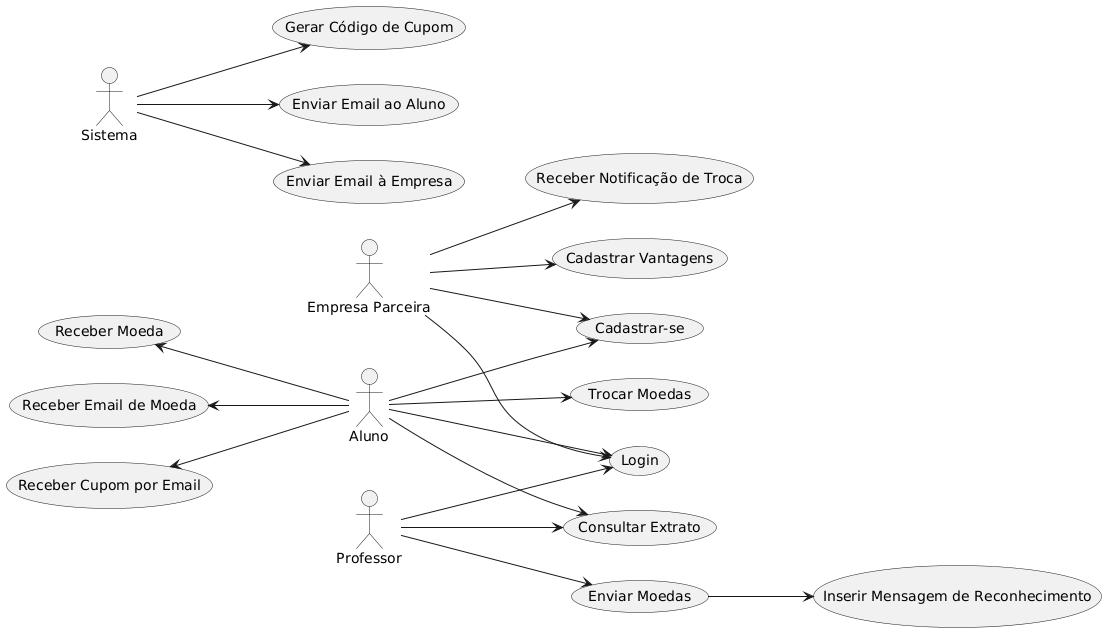 Gerar Código de Cupom
Enviar Email ao Aluno
Sistema
Enviar Email à Empresa
Receber Notificação de Troca
Cadastrar Vantagens
Empresa Parceira
Receber Moeda
Cadastrar-se
Trocar Moedas
Receber Email de Moeda
Aluno
Login
Receber Cupom por Email
Consultar Extrato
Professor
Enviar Moedas
Inserir Mensagem de Reconhecimento